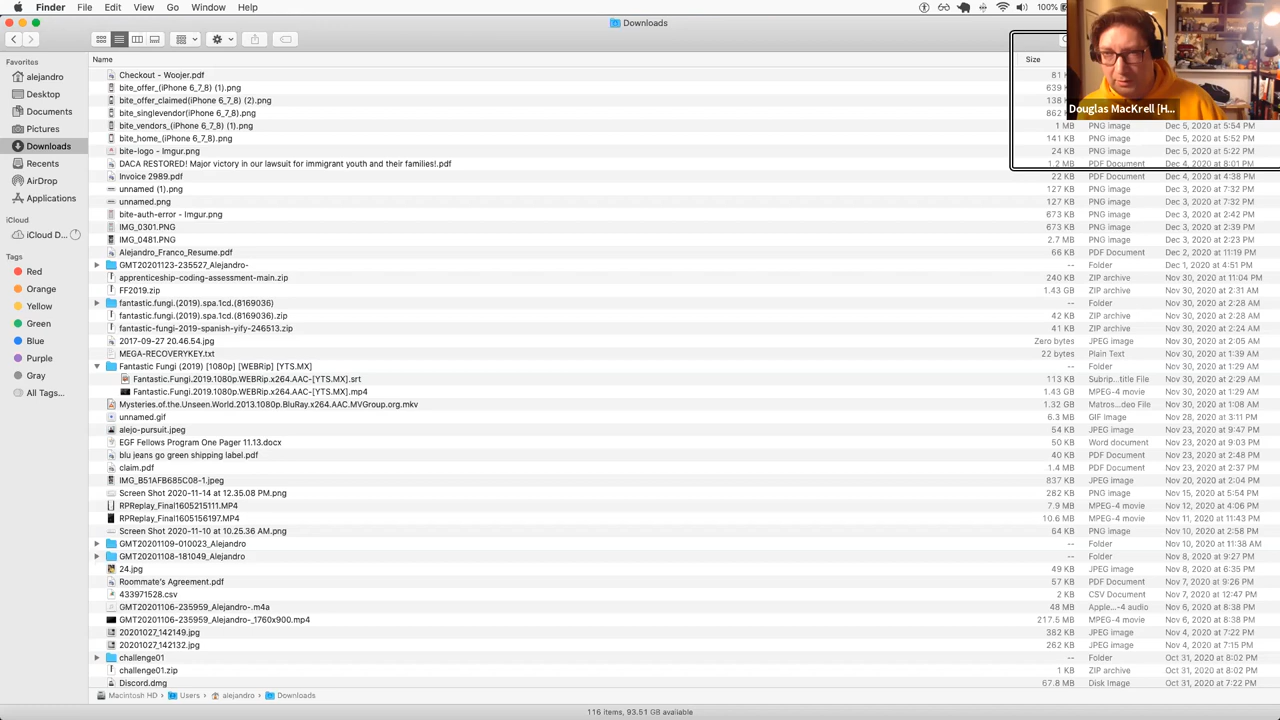 Finder File Edit View Go Window Help 100%
Downloads
Favorites
alejandro
Desktop
Documents
Pictures
Downloads
Recents
AirDrop
Applications
iCloud
iCloud D...
Tags
Red
Orange
Yellow
Green
Blue
Purple
Gray
All Tags...
Name Size
Checkout - Woojer.pdf 81
bite_offer_(iPhone 6_7_8) (1).png 639
bite_offer_claimed(iPhone 6_7_8) (2).png 138
bite_singlevendor(iPhone 6_7_8).png 862
Douglas MacKrell [H...
bite_vendors_(iPhone 6_7_8) (1).png 1 MB PNG image Dec 5, 2020 at 5:54 PM
bite_home_(iPhone 6_7_8).png 141 KB PNG image Dec 5, 2020 at 5:52 PM
bite-logo - Imgur.png 24 KB PNG image Dec 5, 2020 at 5:22 PM
DACA RESTORED! Major victory in our lawsuit for immigrant youth and their families!.pdf 1.2 MB PDF Document Dec 4, 2020 at 8:01 PM
Invoice 2989.pdf 22 KB PDF Document Dec 4, 2020 at 4:38 PM
unnamed (1).png 127 KB PNG image Dec 3, 2020 at 7:32 PM
unnamed.png 127 KB PNG image Dec 3, 2020 at 7:32 PM
bite-auth-error - Imgur.png 673 KB PNG image Dec 3, 2020 at 2:42 PM
IMG_0301.PNG 673 KB PNG image Dec 3, 2020 at 2:39 PM
IMG_0481.PNG 2.7 MB PNG image Dec 3, 2020 at 2:23 PM
Alejandro_Franco_Resume.pdf 66 KB PDF Document Dec 2, 2020 at 11:19 PM
GMT20201123-235527_Alejandro- -- Folder Dec 1, 2020 at 4:51 PM
apprenticeship-coding-assessment-main.zip 240 KB ZIP archive Nov 30, 2020 at 11:04 PM
FF2019.zip 1.43 GB ZIP archive Nov 30, 2020 at 2:31 AM
fantastic.fungi.(2019).spa.1cd.(8169036) -- Folder Nov 30, 2020 at 2:28 AM
fantastic.fungi.(2019).spa.1cd.(8169036).zip 42 KB ZIP archive Nov 30, 2020 at 2:28 AM
fantastic-fungi-2019-spanish-yify-246513.zip 41 KB ZIP archive Nov 30, 2020 at 2:24 AM
2017-09-27 20.46.54.jpg Zero bytes JPEG image Nov 30, 2020 at 2:05 AM
MEGA-RECOVERYKEY.txt 22 bytes Plain Text Nov 30, 2020 at 1:39 AM
Fantastic Fungi (2019) [1080p] [WEBRip] [YTS.MX] -- Folder Nov 30, 2020 at 1:29 AM
Fantastic.Fungi.2019.1080p.WEBRip.x264.AAC-[YTS.MX].srt 113 KB Subrip...title File Nov 30, 2020 at 2:29 AM
Fantastic.Fungi.2019.1080p.WEBRip.x264.AAC-[YTS.MX].mp4 1.43 GB MPEG-4 movie Nov 30, 2020 at 1:29 AM
Mysteries.of.the.Unseen.World.2013.1080p.BluRay.x264.AAC.MVGroup.org.mkv 1.32 GB Matros...deo File Nov 30, 2020 at 1:08 AM
unnamed.gif 6.3 MB GIF Image Nov 28, 2020 at 3:11 PM
alejo-pursuit.jpeg 54 KB JPEG image Nov 23, 2020 at 9:47 PM
EGF Fellows Program One Pager 11.13.docx 50 KB Word document Nov 23, 2020 at 9:03 PM
blu jeans go green shipping label.pdf 40 KB PDF Document Nov 23, 2020 at 2:48 PM
claim.pdf 1.4 MB PDF Document Nov 23, 2020 at 2:37 PM
IMG_B51AFB685C08-1.jpeg 837 KB JPEG image Nov 20, 2020 at 2:04 PM
Screen Shot 2020-11-14 at 12.35.08 PM.png 282 KB PNG image Nov 15, 2020 at 5:54 PM
RPReplay_Final1605215111.MP4 7.9 MB MPEG-4 movie Nov 12, 2020 at 4:06 PM
RPReplay_Final1605156197.MP4 10.6 MB MPEG-4 movie Nov 11, 2020 at 11:43 PM
Screen Shot 2020-11-10 at 10.25.36 AM.png 64 KB PNG image Nov 10, 2020 at 2:58 PM
GMT20201109-010023_Alejandro -- Folder Nov 10, 2020 at 11:38 AM
GMT20201108-181049_Alejandro -- Folder Nov 8, 2020 at 9:27 PM
24.jpg 49 KB JPEG image Nov 8, 2020 at 6:35 PM
Roommate's Agreement.pdf 57 KB PDF Document Nov 7, 2020 at 9:26 PM
433971528.csv 2 KB CSV Document Nov 7, 2020 at 12:47 PM
GMT20201106-235959_Alejandro-.m4a 48 MB Apple...-4 audio Nov 6, 2020 at 8:38 PM
GMT20201106-235959_Alejandro-_1760x900.mp4 217.5 MB MPEG-4 movie Nov 6, 2020 at 8:38 PM
20201027_142149.jpg 382 KB JPEG image Nov 4, 2020 at 7:22 PM
20201027_142132.jpg 262 KB JPEG image Nov 4, 2020 at 7:15 PM
challenge01 -- Folder Oct 31, 2020 at 8:02 PM
challenge01.zip 1 KB ZIP archive Oct 31, 2020 at 8:02 PM
Discord.dmg 67.8 MB Disk Image Oct 31, 2020 at 7:22 PM
Macintosh HD Users alejandro Downloads
116 items, 93.51 GB available